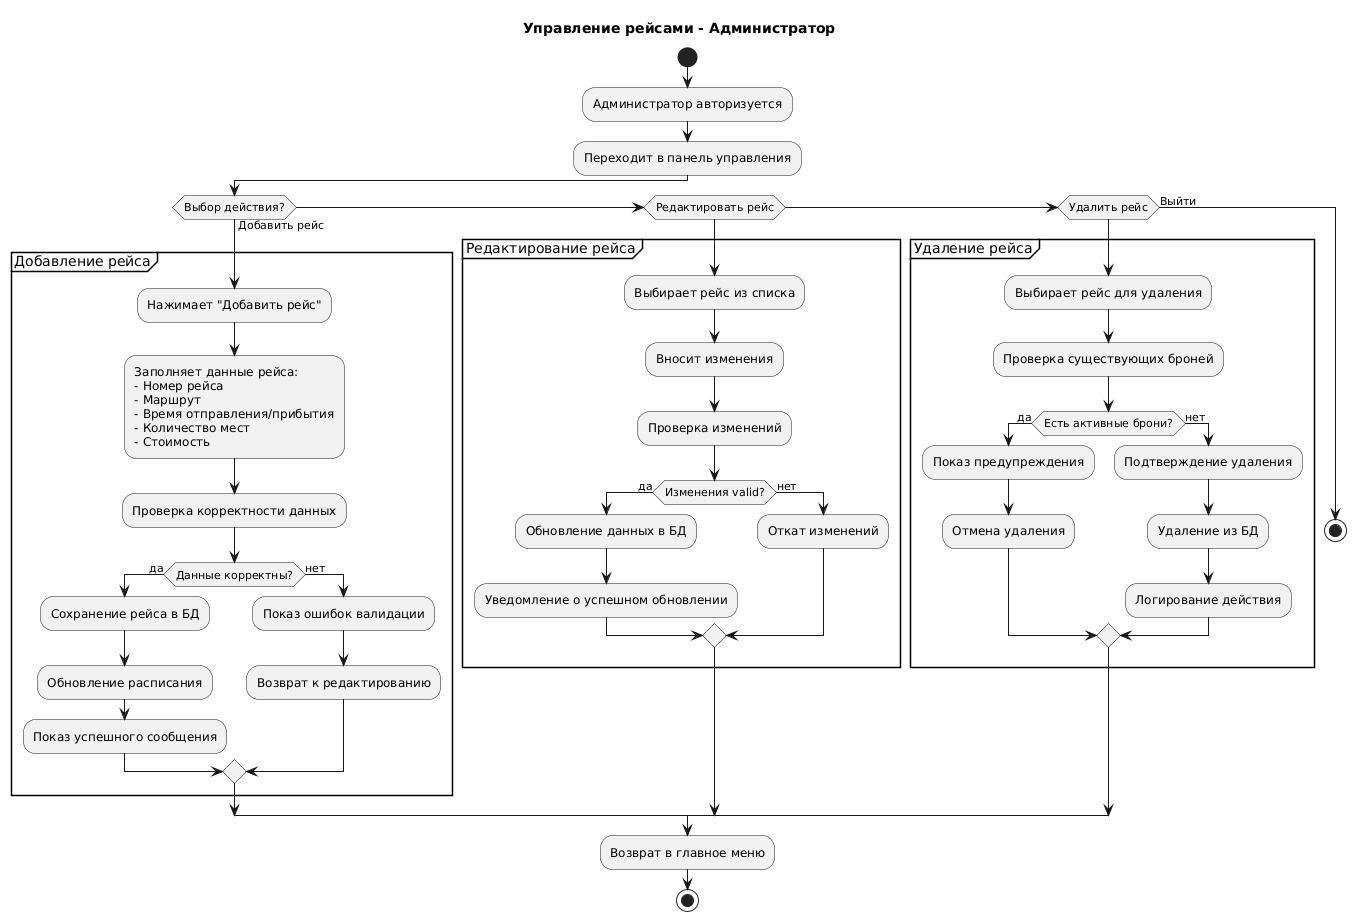 Управление рейсами - Администратор
Администратор авторизуется
Переходит в панель управления
Выбор действия?
Добавить рейс
Редактировать рейс
Удалить рейс
Выйти
Добавление рейса
Нажимает "Добавить рейс"
Заполняет данные рейса:
- Номер рейса
- Маршрут
- Время отправления/прибытия
- Количество мест
- Стоимость
Проверка корректности данных
Данные корректны?
да
нет
Сохранение рейса в БД
Обновление расписания
Показ успешного сообщения
Показ ошибок валидации
Возврат к редактированию
Редактирование рейса
Выбирает рейс из списка
Вносит изменения
Проверка изменений
Изменения valid?
да
нет
Обновление данных в БД
Уведомление о успешном обновлении
Откат изменений
Удаление рейса
Выбирает рейс для удаления
Проверка существующих броней
Есть активные брони?
да
нет
Показ предупреждения
Отмена удаления
Подтверждение удаления
Удаление из БД
Логирование действия
Возврат в главное меню